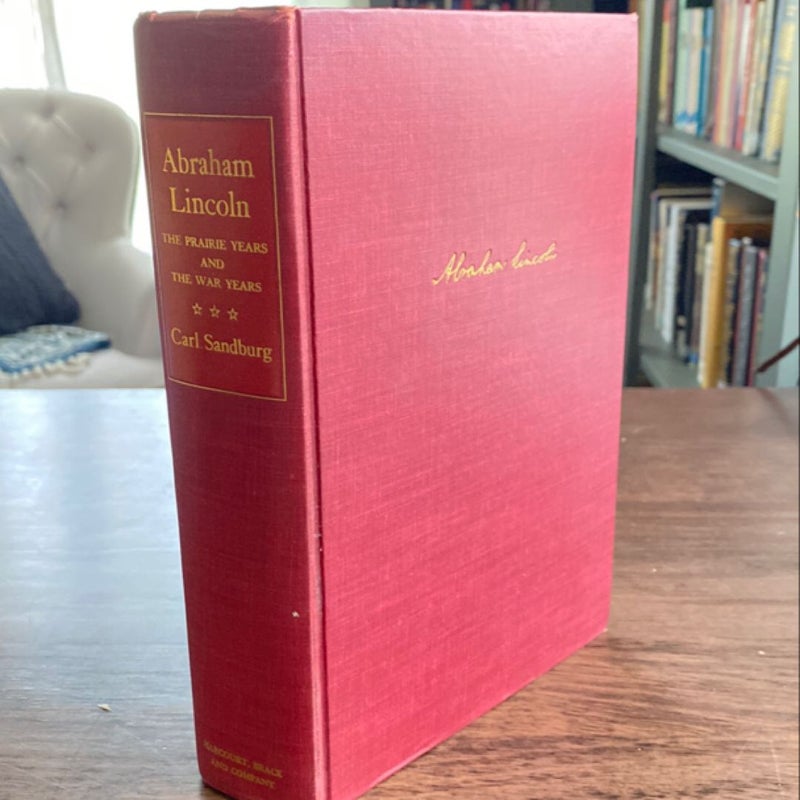 Abraham
Lincoln
THE PRAIRIE YEARS
AND
THE WAR YEARS
☆ ☆ ☆
Carl Sandburg
HARCOURT, BRACE
AND COMPANY
Abraham Lincoln